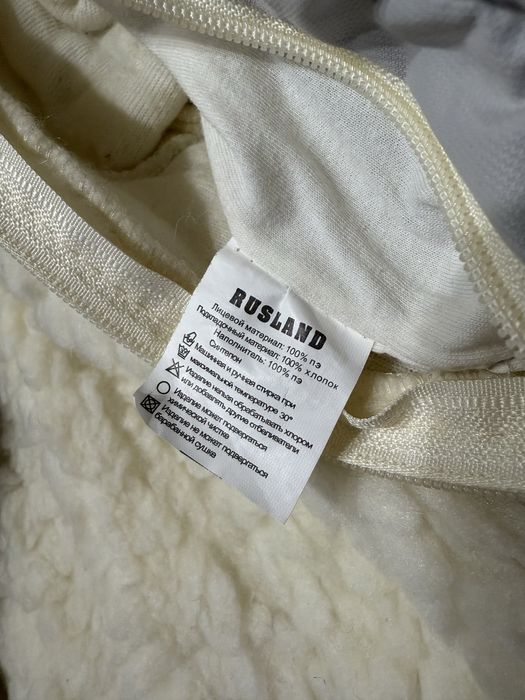 RUSLAND
Лицевой материал: 100% пэ
Подкладочный материал: 100% хлопок
Наполнитель: 100% пэ
Синтелон
Машинная и ручная стирка при
максимальной температуре 30°
Изделие нельзя обрабатывать хлором
или добавлять другие отбеливатели
Изделие может подвергаться
химической чистке
Изделие не может подвергаться
барабанной сушке